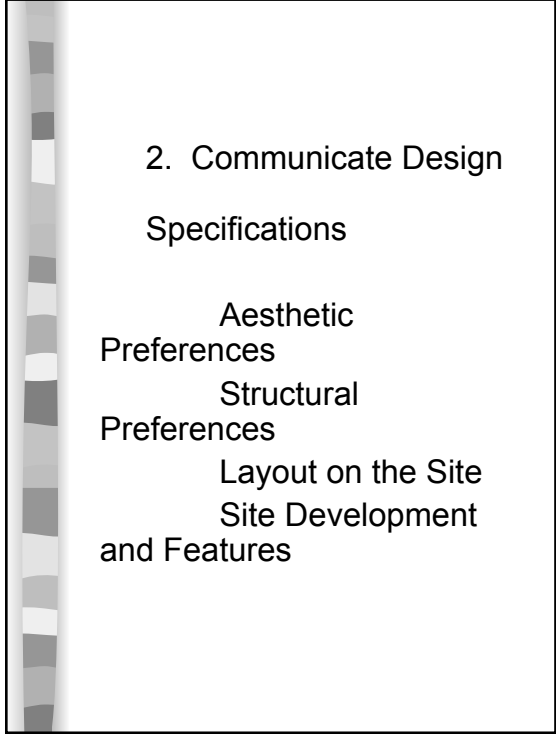 2. Communicate Design
Specifications
Aesthetic
Preferences
Structural
Preferences
Layout on the Site
Site Development
and Features